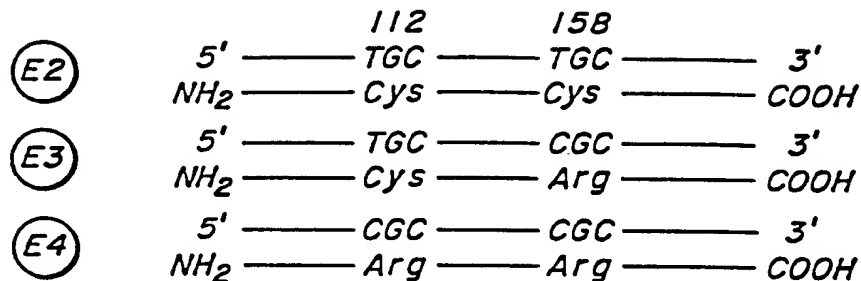 112 158
E2 5' TGC TGC 3'
NH2 Cys Cys COOH
E3 5' TGC CGC 3'
NH2 Cys Arg COOH
E4 5' CGC CGC 3'
NH2 Arg Arg COOH